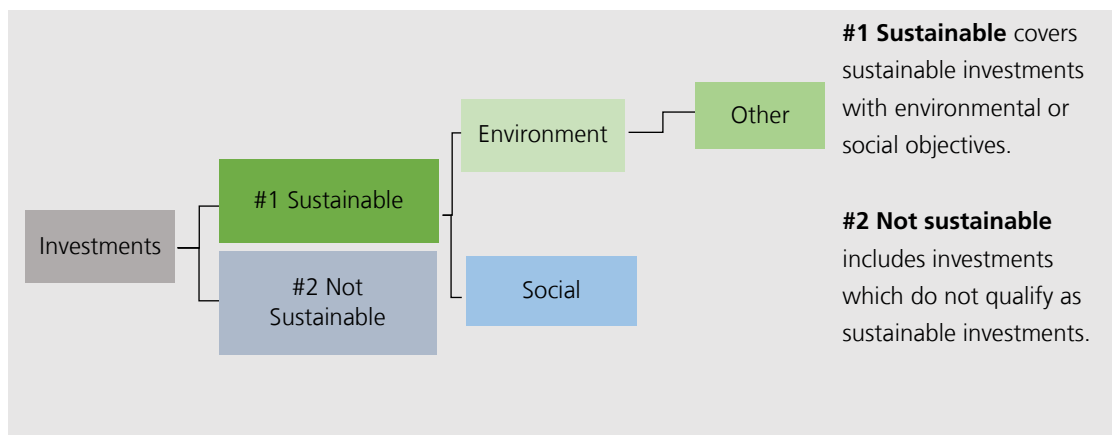 Investments
#1 Sustainable
#2 Not
Sustainable
Environment
Social
Other
#1 Sustainable covers
sustainable investments
with environmental or
social objectives.
#2 Not sustainable
includes investments
which do not qualify as
sustainable investments.